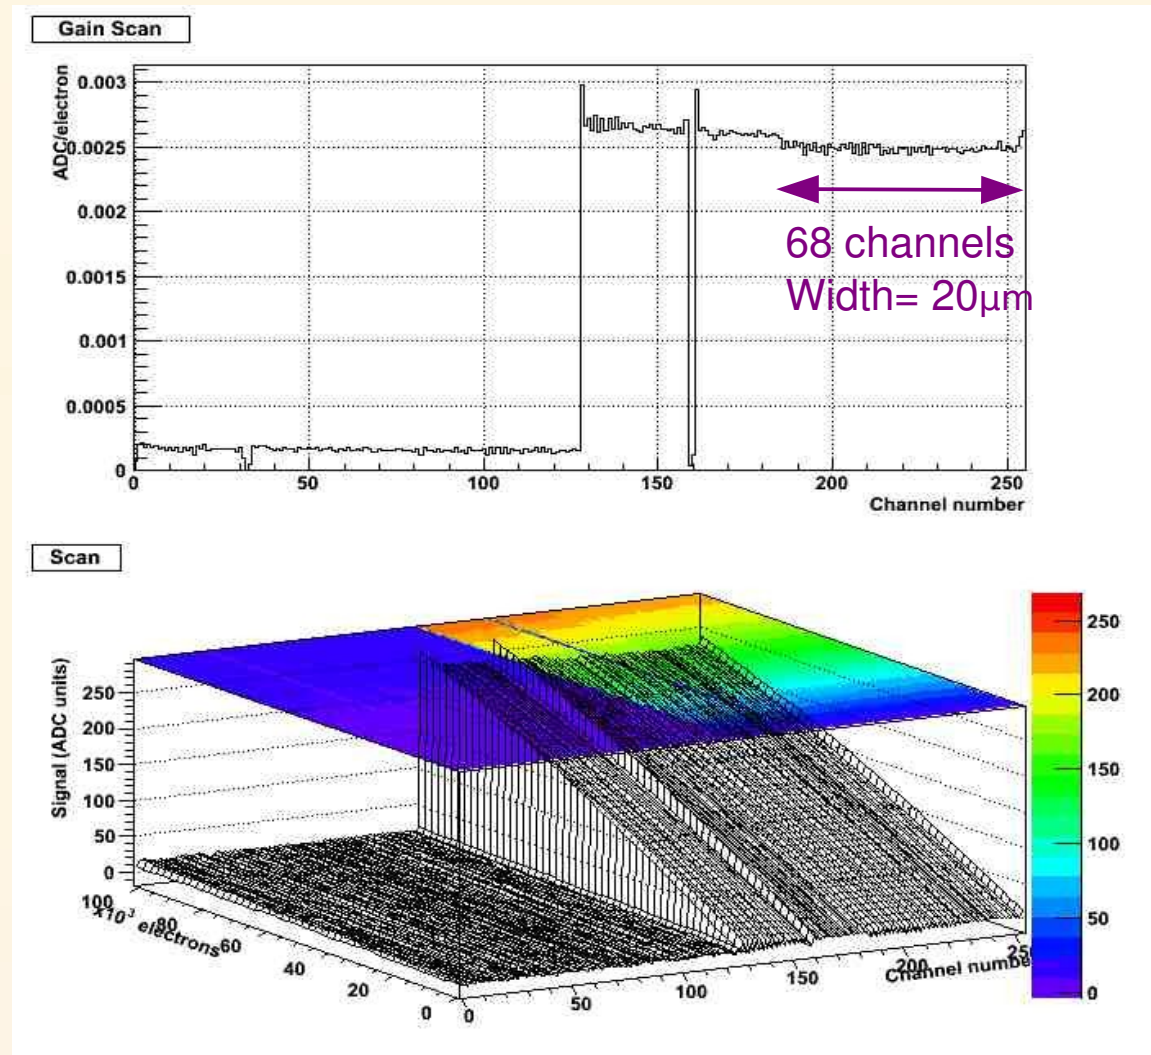 Gain Scan
ADC/electron
0.003
0.0025
0.002
0.0015
0.001
0.0005
0
68 channels
Width= 20µm
0 50 100 150 200 250
Channel number
Scan
Signal (ADC units)
250
200
150
100
50
0
100 80 60 40 20 0
×10³ electrons
0 50 100 150 200 250
Channel numbe
250
200
150
100
50
0